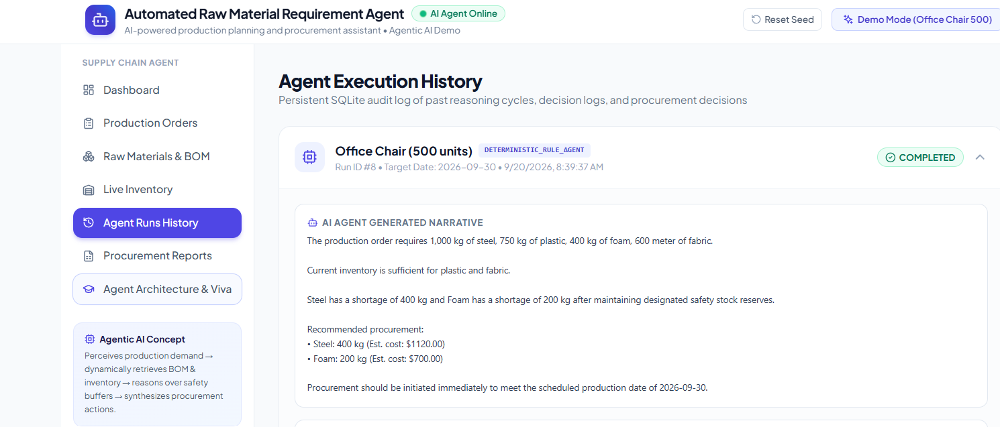 Automated Raw Material Requirement Agent
AI Agent Online
AI-powered production planning and procurement assistant • Agentic AI Demo
Reset Seed
Demo Mode (Office Chair 500)
SUPPLY CHAIN AGENT
Dashboard
Production Orders
Raw Materials & BOM
Live Inventory
Agent Runs History
Procurement Reports
Agent Architecture & Viva
Agentic AI Concept
Perceives production demand →
dynamically retrieves BOM &
inventory → reasons over safety
buffers → synthesizes procurement
actions.
Agent Execution History
Persistent SQLite audit log of past reasoning cycles, decision logs, and procurement decisions
Office Chair (500 units)
DETERMINISTIC_RULE_AGENT
Run ID #8 • Target Date: 2026-09-30 • 9/20/2026, 8:39:37 AM
COMPLETED
AI AGENT GENERATED NARRATIVE
The production order requires 1,000 kg of steel, 750 kg of plastic, 400 kg of foam, 600 meter of fabric.
Current inventory is sufficient for plastic and fabric.
Steel has a shortage of 400 kg and Foam has a shortage of 200 kg after maintaining designated safety stock reserves.
Recommended procurement:
• Steel: 400 kg (Est. cost: $1120.00)
• Foam: 200 kg (Est. cost: $700.00)
Procurement should be initiated immediately to meet the scheduled production date of 2026-09-30.